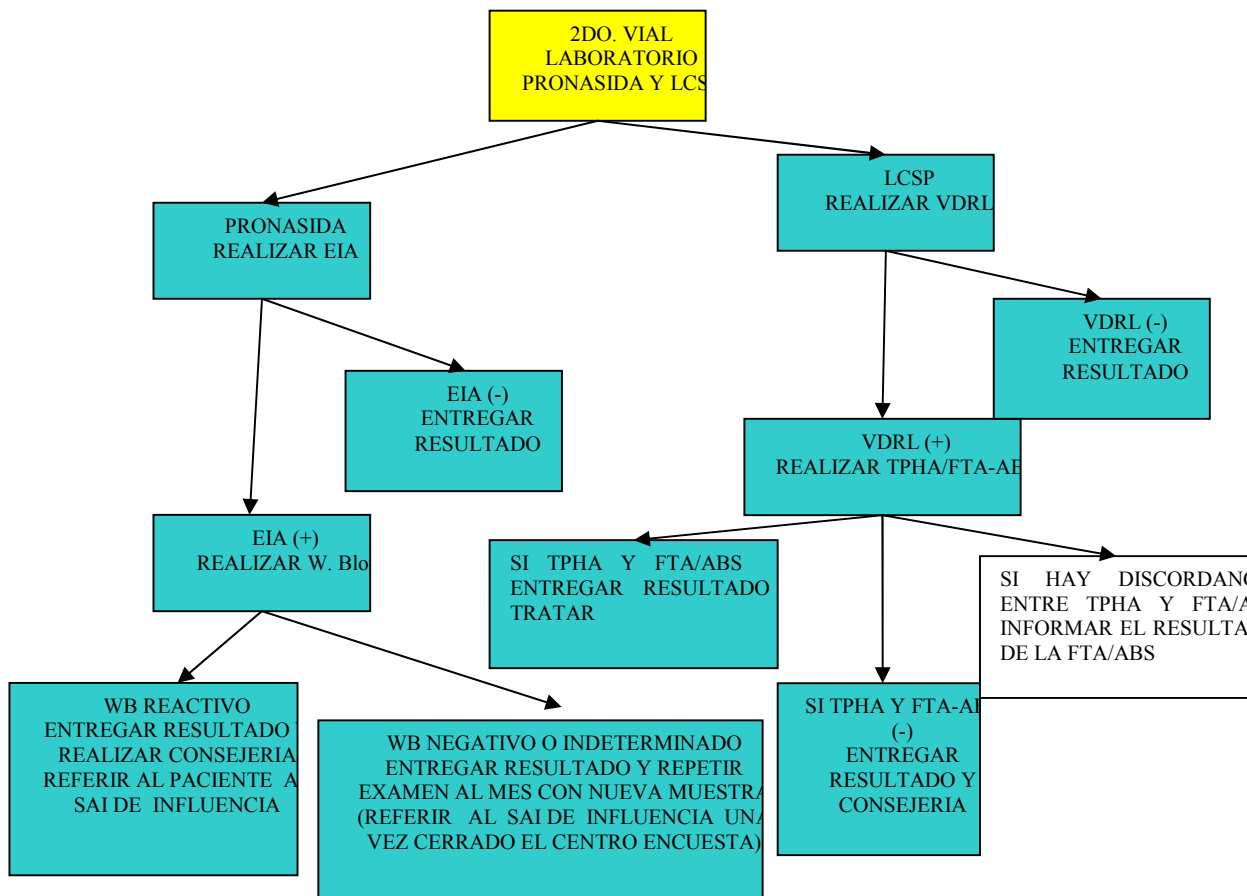 2DO. VIAL
LABORATORIO
PRONASIDA Y LCS
LCSP
REALIZAR VDRL
PRONASIDA
REALIZAR EIA
VDRL (-)
ENTREGAR
RESULTADO
EIA (-)
ENTREGAR
RESULTADO
VDRL (+)
REALIZAR TPHA/FTA-AB
EIA (+)
REALIZAR W. Blo
SI TPHA Y FTA/ABS
ENTREGAR RESULTADO
TRATAR
SI HAY DISCORDANC
ENTRE TPHA Y FTA/A
INFORMAR EL RESULTA
DE LA FTA/ABS
WB REACTIVO
ENTREGAR RESULTADO
REALIZAR CONSEJERIA
REFERIR AL PACIENTE A
SAI DE INFLUENCIA
WB NEGATIVO O INDETERMINADO
ENTREGAR RESULTADO Y REPETIR
EXAMEN AL MES CON NUEVA MUESTRA
(REFERIR AL SAI DE INFLUENCIA UNA
VEZ CERRADO EL CENTRO ENCUESTA)
SI TPHA Y FTA-AB
(-)
ENTREGAR
RESULTADO Y
CONSEJERIA